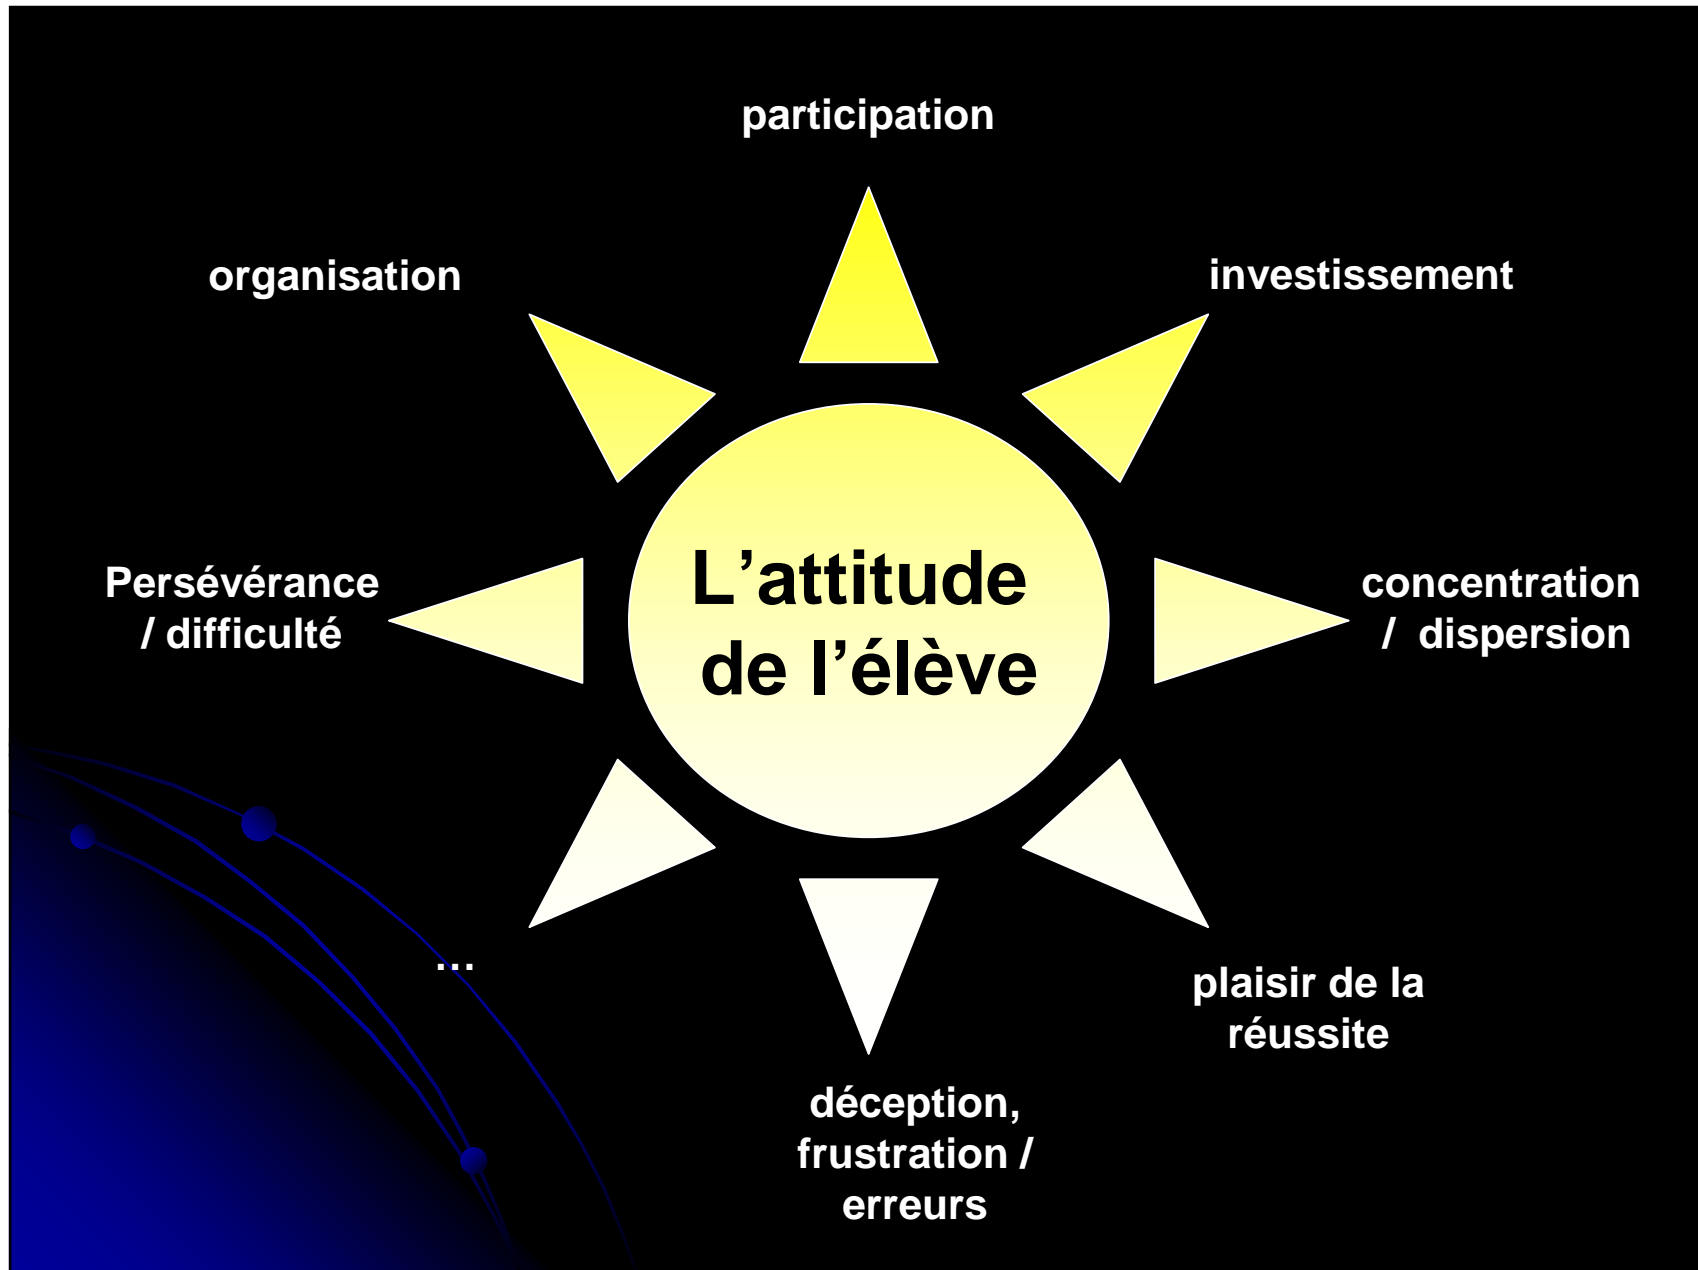 participation
organisation
investissement
L’attitude
de l’élève
Persévérance
/ difficulté
concentration
/ dispersion
…
plaisir de la
réussite
déception,
frustration /
erreurs